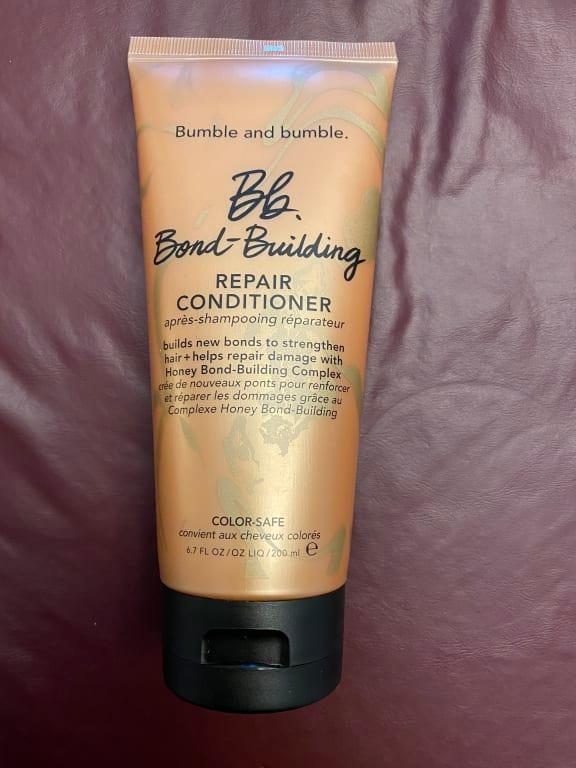 Bumble and bumble.
Bb.
Bond-Building
REPAIR
CONDITIONER
après-shampooing réparateur
builds new bonds to strengthen
hair + helps repair damage with
Honey Bond-Building Complex
crée de nouveaux ponts pour renforcer
et réparer les dommages grâce au
Complexe Honey Bond-Building
COLOR-SAFE
convient aux cheveux colorés
6.7 FL OZ/OZ LIQ/200 ml e